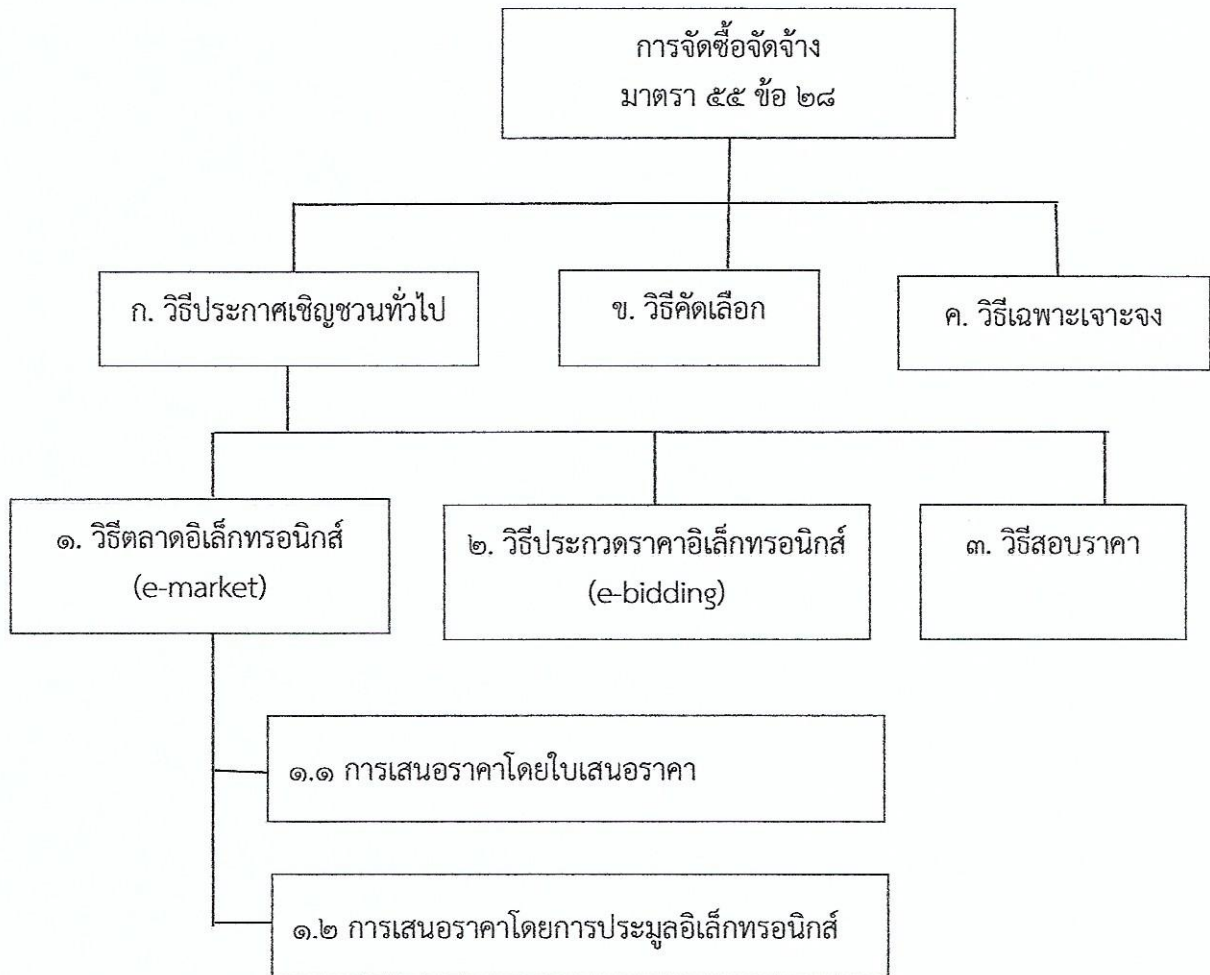 การจัดซื้อจัดจ้าง
มาตรา ๕๕ ข้อ ๒๘
ก. วิธีประกาศเชิญชวนทั่วไป
ข. วิธีคัดเลือก
ค. วิธีเฉพาะเจาะจง
๑. วิธีตลาดอิเล็กทรอนิกส์
(e-market)
๒. วิธีประกวดราคาอิเล็กทรอนิกส์
(e-bidding)
๓. วิธีสอบราคา
๑.๑ การเสนอราคาโดยใบเสนอราคา
๑.๒ การเสนอราคาโดยการประมูลอิเล็กทรอนิกส์